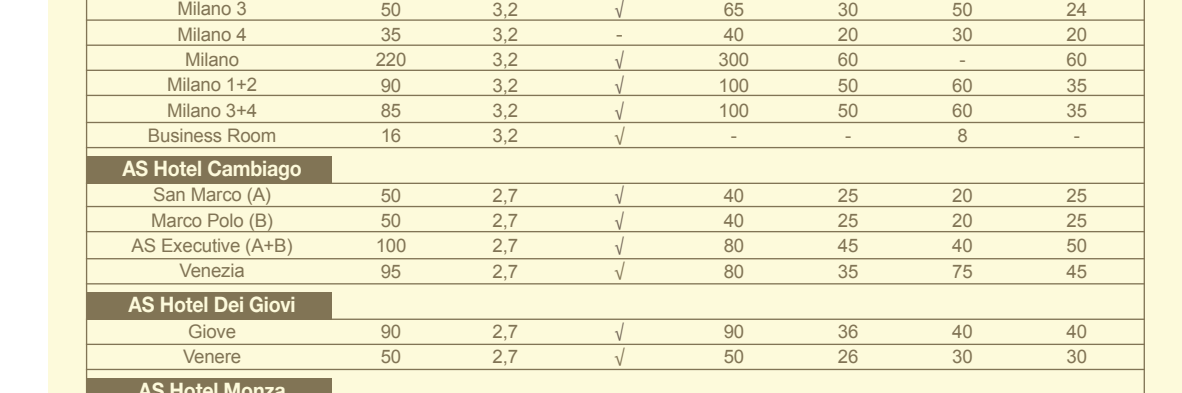 Milano 3 50 3,2 √ 65 30 50 24
Milano 4 35 3,2 - 40 20 30 20
Milano 220 3,2 √ 300 60 - 60
Milano 1+2 90 3,2 √ 100 50 60 35
Milano 3+4 85 3,2 √ 100 50 60 35
Business Room 16 3,2 √ - - 8 -
AS Hotel Cambiago
San Marco (A) 50 2,7 √ 40 25 20 25
Marco Polo (B) 50 2,7 √ 40 25 20 25
AS Executive (A+B) 100 2,7 √ 80 45 40 50
Venezia 95 2,7 √ 80 35 75 45
AS Hotel Dei Giovi
Giove 90 2,7 √ 90 36 40 40
Venere 50 2,7 √ 50 26 30 30
AS Hotel Monza